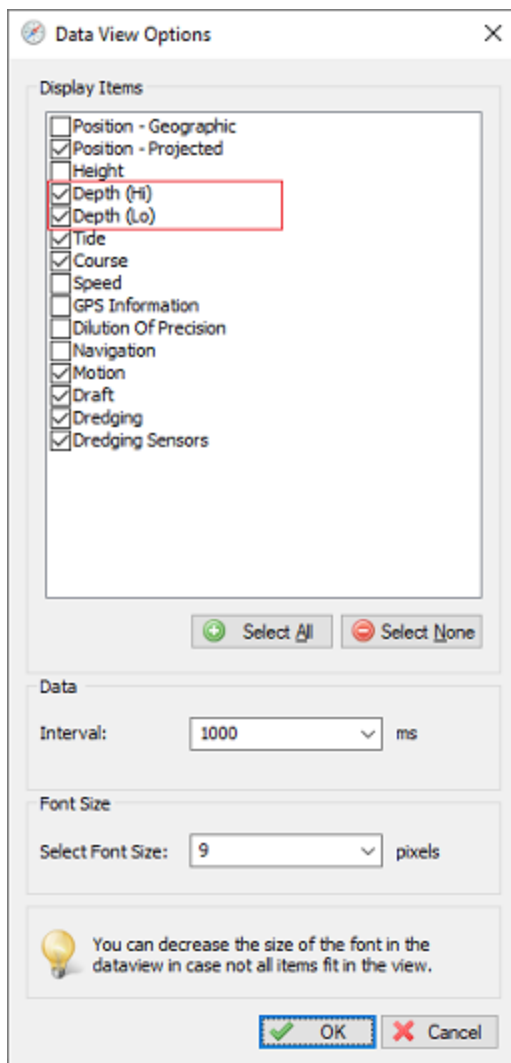 Data View Options
Display Items
Position - Geographic
Position - Projected
Height
Depth (Hi)
Depth (Lo)
Tide
Course
Speed
GPS Information
Dilution Of Precision
Navigation
Motion
Draft
Dredging
Dredging Sensors
Select All
Select None
Data
Interval: 1000 ms
Font Size
Select Font Size: 9 pixels
You can decrease the size of the font in the
dataview in case not all items fit in the view.
OK Cancel